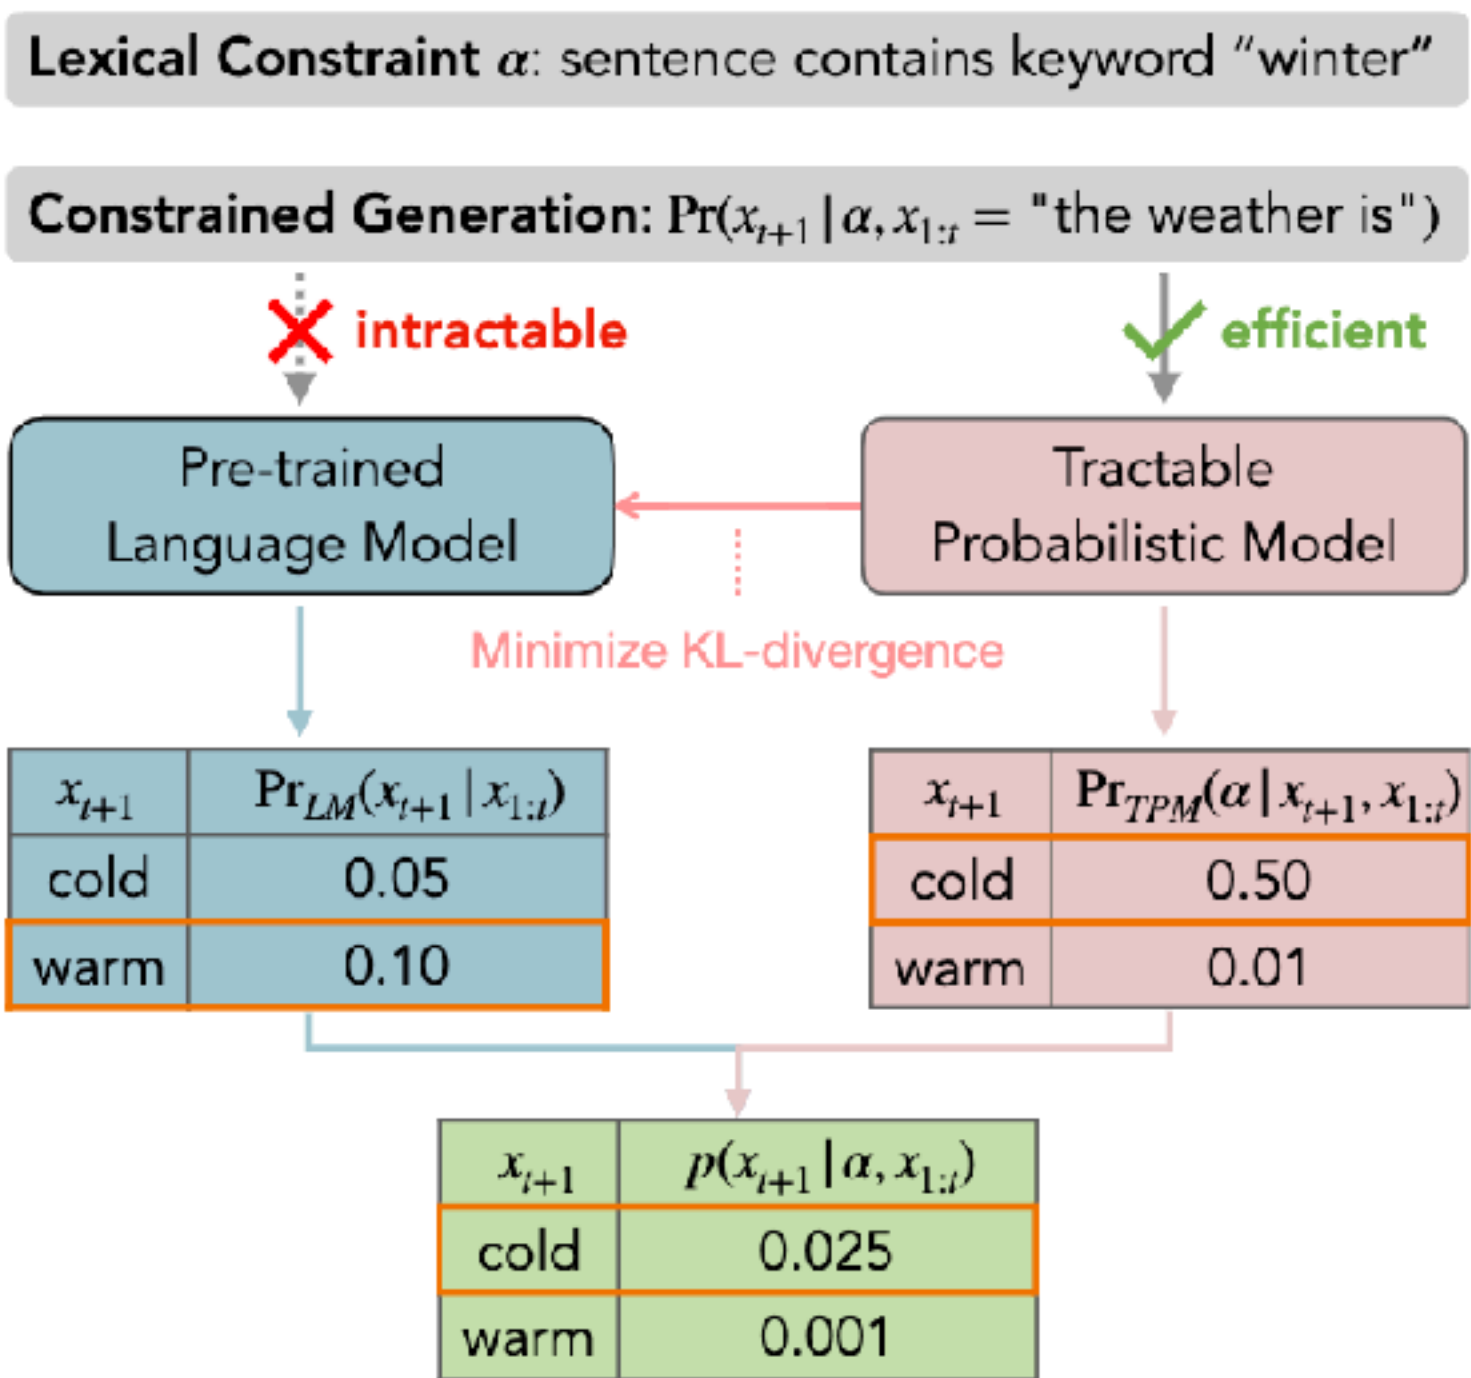 Lexical Constraint α: sentence contains keyword “winter”
Constrained Generation: Pr(x_{t+1} | α, x_{1:t} = "the weather is")
intractable
efficient
Pre-trained
Language Model
Tractable
Probabilistic Model
Minimize KL-divergence
x_{t+1} Pr_{LM}(x_{t+1} | x_{1:t})
cold 0.05
warm 0.10
x_{t+1} Pr_{TPM}(α | x_{t+1}, x_{1:t})
cold 0.50
warm 0.01
x_{t+1} p(x_{t+1} | α, x_{1:t})
cold 0.025
warm 0.001